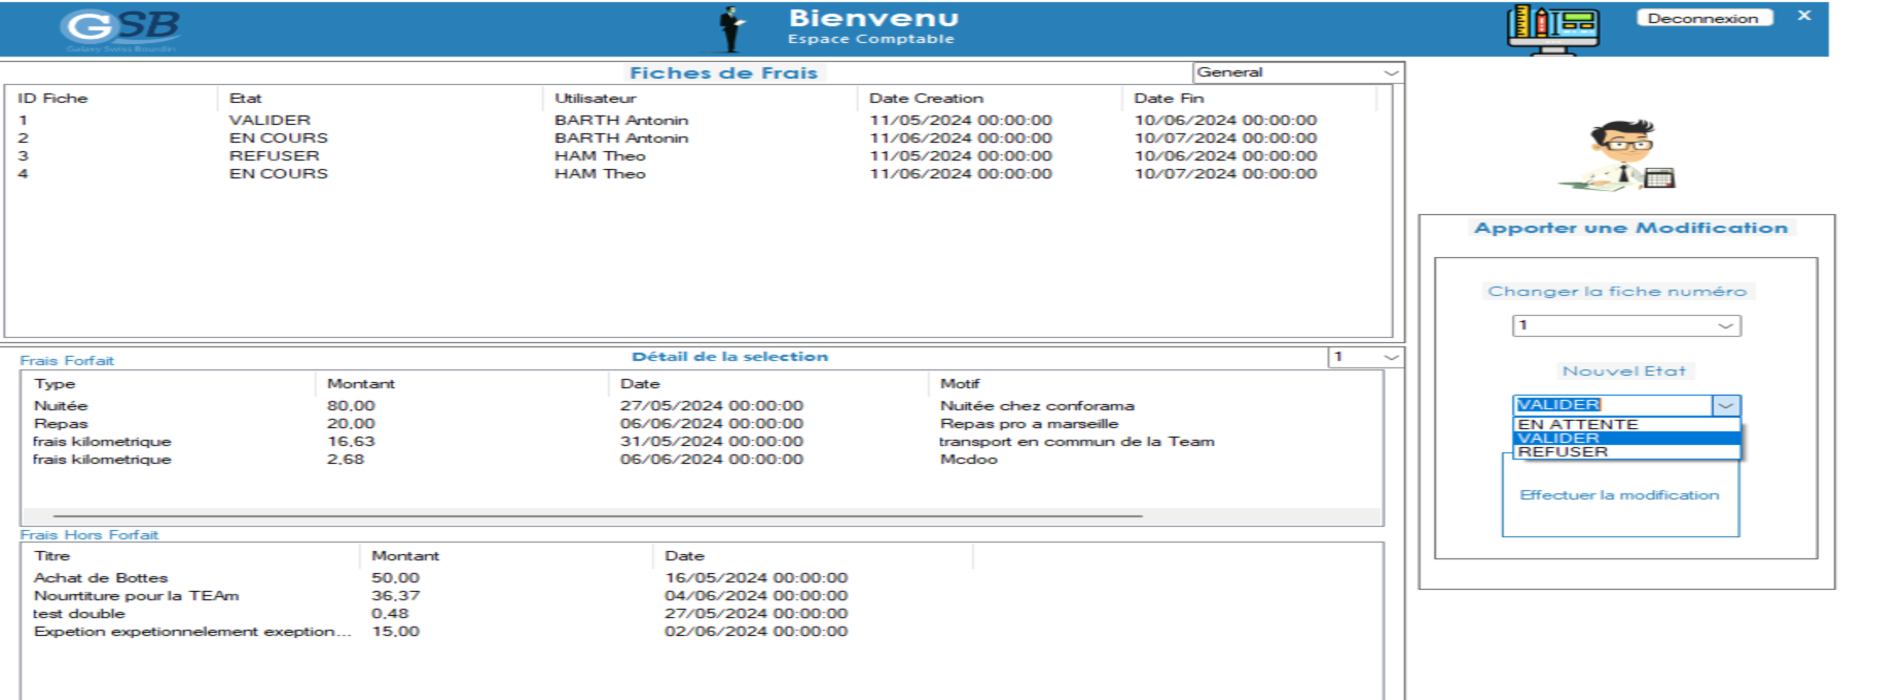 GSB
Galaxy Swiss Bourdin
Bienvenu
Espace Comptable
Deconnexion
Fiches de Frais
General
ID Fiche Etat Utilisateur Date Creation Date Fin
1 VALIDER BARTH Antonin 11/05/2024 00:00:00 10/06/2024 00:00:00
2 EN COURS BARTH Antonin 11/06/2024 00:00:00 10/07/2024 00:00:00
3 REFUSER HAM Theo 11/05/2024 00:00:00 10/06/2024 00:00:00
4 EN COURS HAM Theo 11/06/2024 00:00:00 10/07/2024 00:00:00
Frais Forfait
Détail de la selection
1
Type Montant Date Motif
Nuitée 80,00 27/05/2024 00:00:00 Nuitée chez conforama
Repas 20,00 06/06/2024 00:00:00 Repas pro a marseille
frais kilometrique 16,63 31/05/2024 00:00:00 transport en commun de la Team
frais kilometrique 2,68 06/06/2024 00:00:00 Mcdoo
Frais Hors Forfait
Titre Montant Date
Achat de Bottes 50,00 16/05/2024 00:00:00
Nourrtiture pour la TEAm 36,37 04/06/2024 00:00:00
test double 0,48 27/05/2024 00:00:00
Expetion expetionnelement exeption... 15,00 02/06/2024 00:00:00
Apporter une Modification
Changer la fiche numéro
1
Nouvel Etat
VALIDER
EN ATTENTE
VALIDER
REFUSER
Effectuer la modification